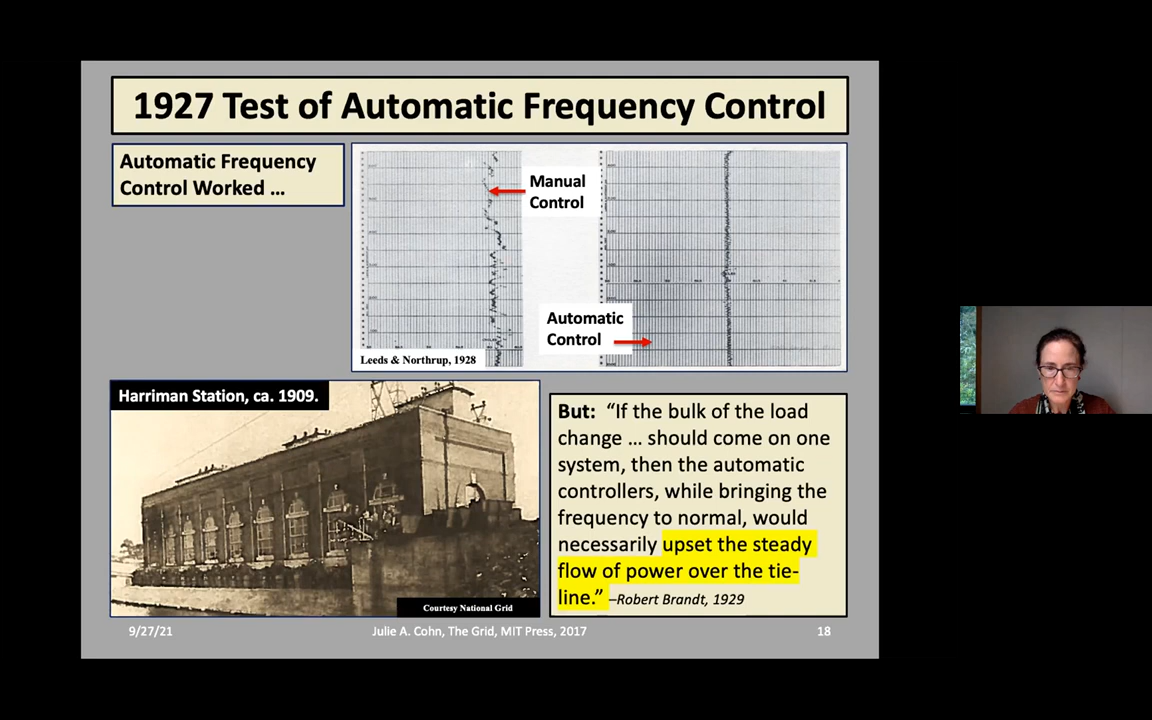 1927 Test of Automatic Frequency Control
Automatic Frequency
Control Worked ...
Manual
Control
Automatic
Control
Leeds & Northrup, 1928
Harriman Station, ca. 1909.
Courtesy National Grid
But: “If the bulk of the load
change ... should come on one
system, then the automatic
controllers, while bringing the
frequency to normal, would
necessarily upset the steady
flow of power over the tie-
line.” –Robert Brandt, 1929
9/27/21
Julie A. Cohn, The Grid, MIT Press, 2017
18